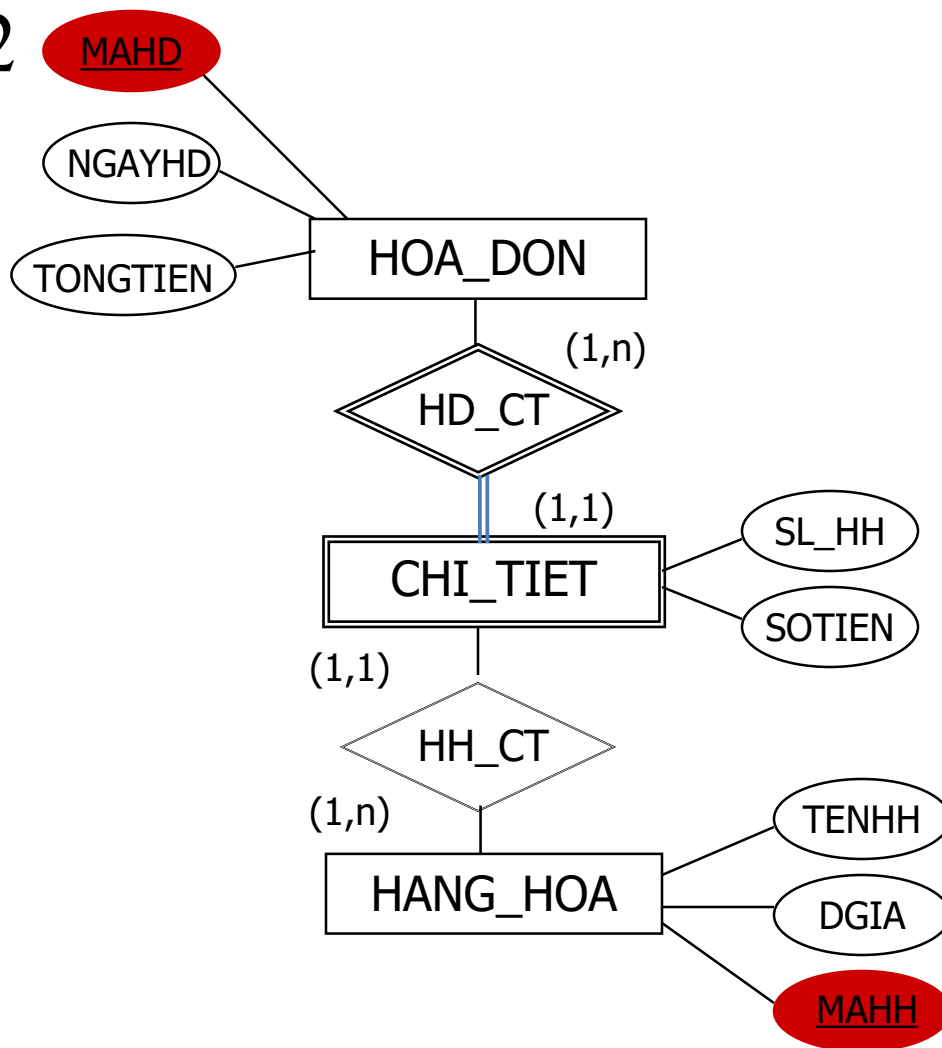 2
MAHD
NGAYHD
TONGTIEN
HOA_DON
(1,n)
HD_CT
(1,1)
SL_HH
CHI_TIET
SOTIEN
(1,1)
HH_CT
(1,n)
TENHH
HANG_HOA
DGIA
MAHH